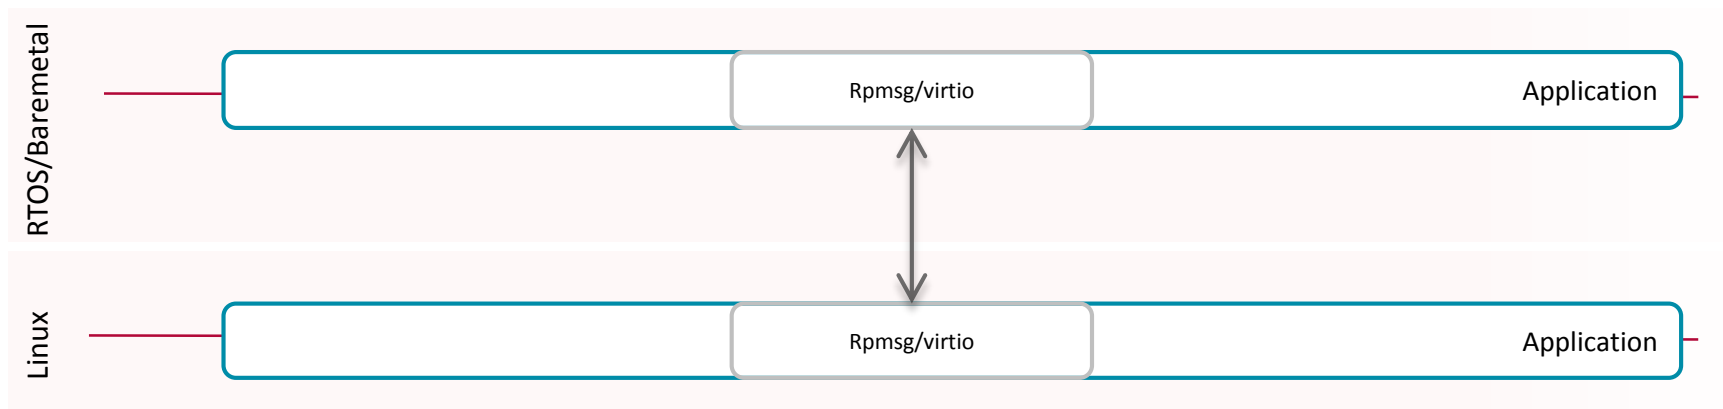 RTOS/Baremetal
Rpmsg/virtio
Application
Linux
Rpmsg/virtio
Application